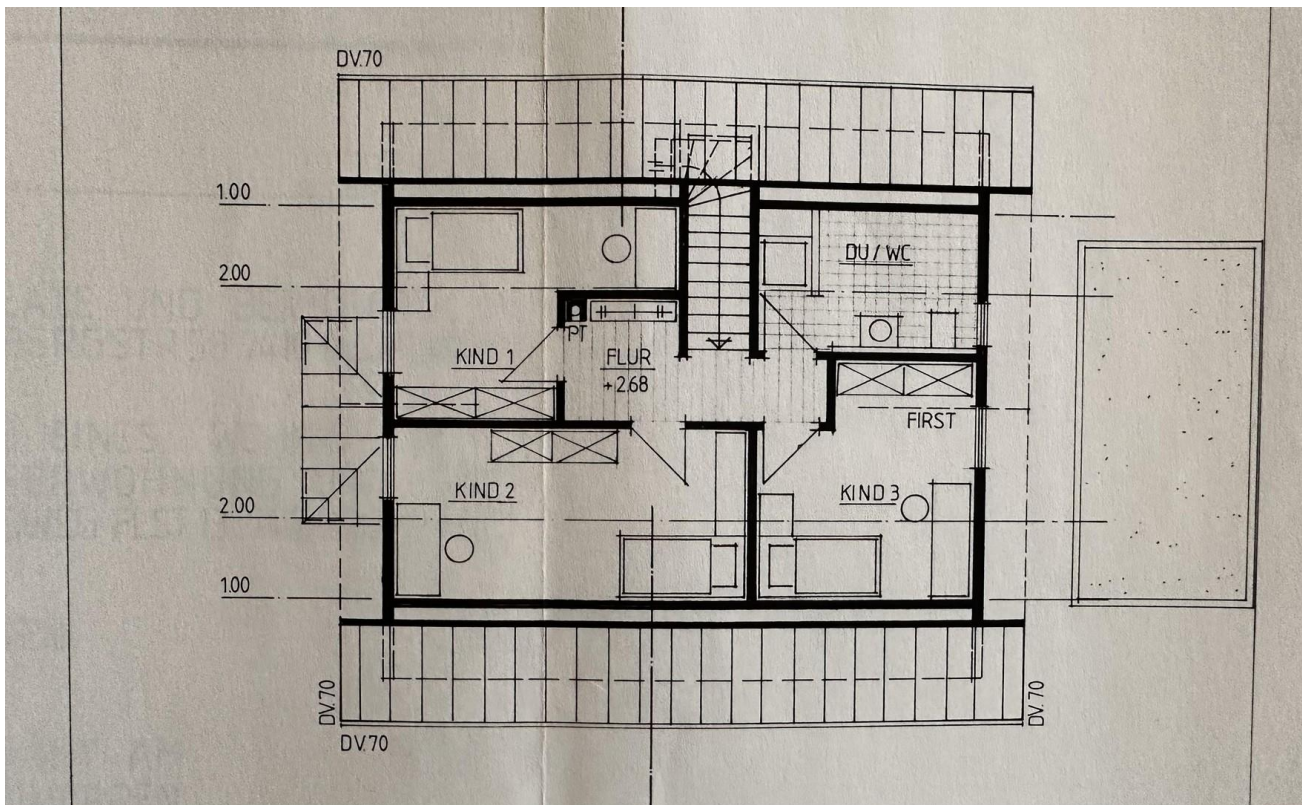 DV.70
1.00
DU / WC
2.00
PT
KIND 1
FLUR
+2.68
FIRST
KIND 2
KIND 3
2.00
1.00
DV.70
DV.70
DV.70